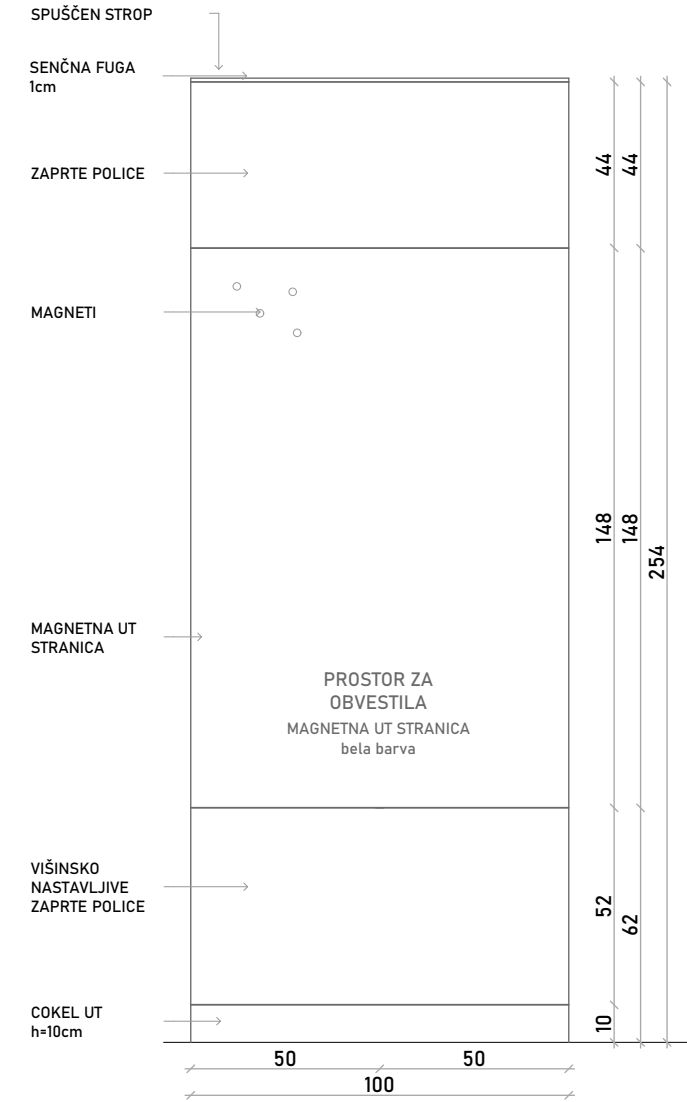 SPUŠČEN STROP
SENČNA FUGA
1cm
ZAPRTE POLICE
44
44
MAGNETI
148
148
254
MAGNETNA UT
STRANICA
PROSTOR ZA
OBVESTILA
MAGNETNA UT STRANICA
bela barva
VIŠINSKO
NASTAVLJIVE
ZAPRTE POLICE
52
62
COKEL UT
h=10cm
10
50
50
100